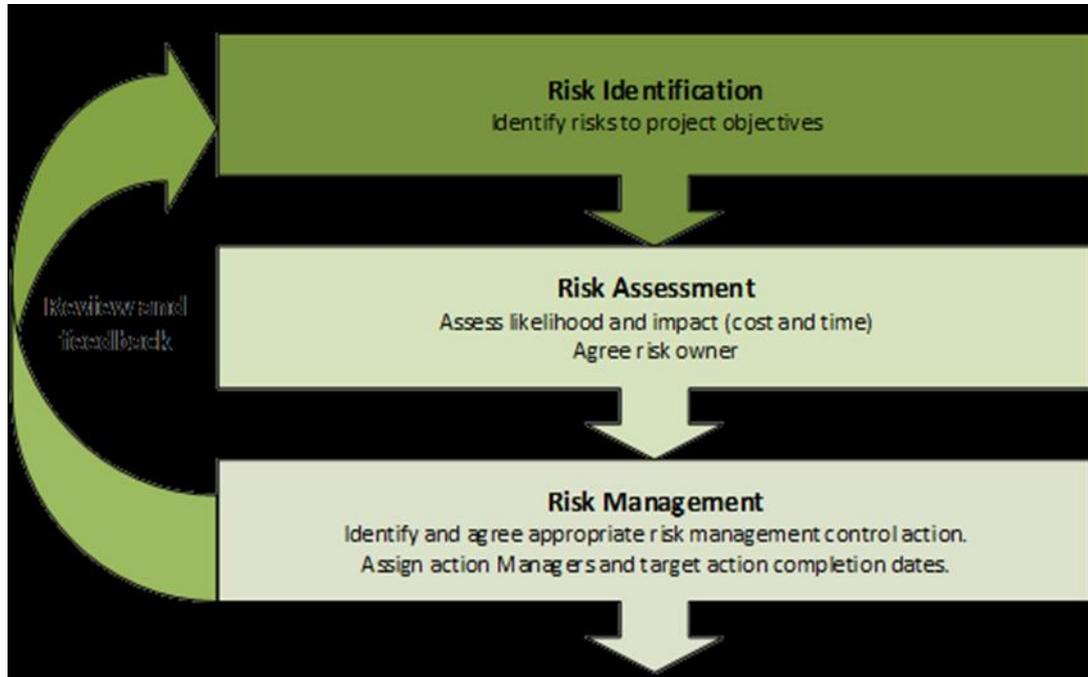 Risk Identification
Identify risks to project objectives
Risk Assessment
Assess likelihood and impact (cost and time)
Agree risk owner
Review and
feedback
Risk Management
Identify and agree appropriate risk management control action.
Assign action Managers and target action completion dates.